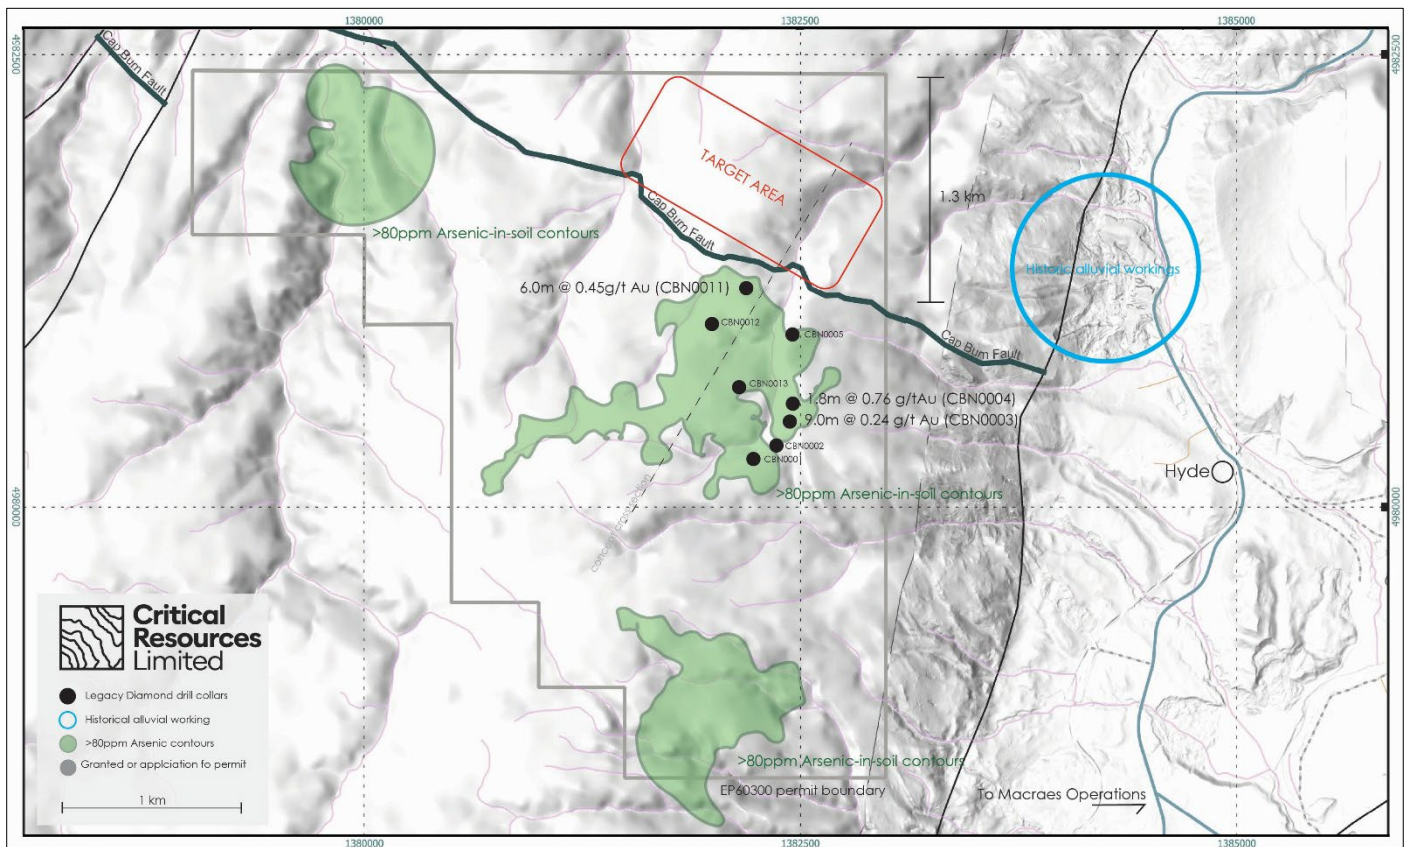 1380000
1382500
1385000
4982500
4982500
Cap Burn Fault
TARGET AREA
1.3 km
Cap Burn Fault
>80ppm Arsenic-in-soil contours
Historic alluvial workings
6.0m @ 0.45g/t Au (CBN0011)
CBN0012
CBN0005
Cap Burn Fault
CBN0013
1.8m @ 0.76 g/tAu (CBN0004)
9.0m @ 0.24 g/t Au (CBN0003)
CBN0002
CBN000
Hyde
>80ppm Arsenic-in-soil contours
4980000
4980000
Critical
Resources
Limited
Legacy Diamond drill collars
Historical alluvial working
>80ppm Arsenic contours
Granted or applciation fo permit
1 km
>80ppm Arsenic-in-soil contours
EP60300 permit boundary
To Macraes Operations
1380000
1382500
1385000